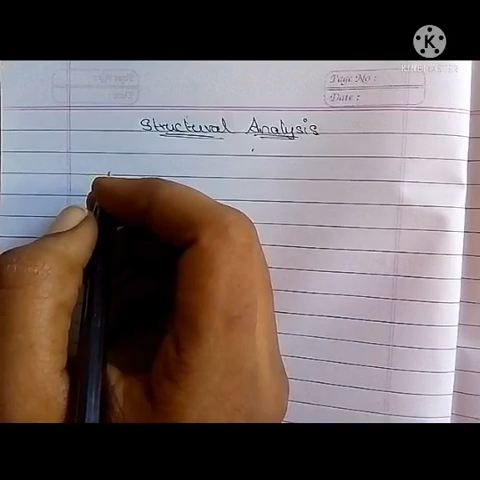 KINEMASTER
Page No :
Date :
Structural Analysis